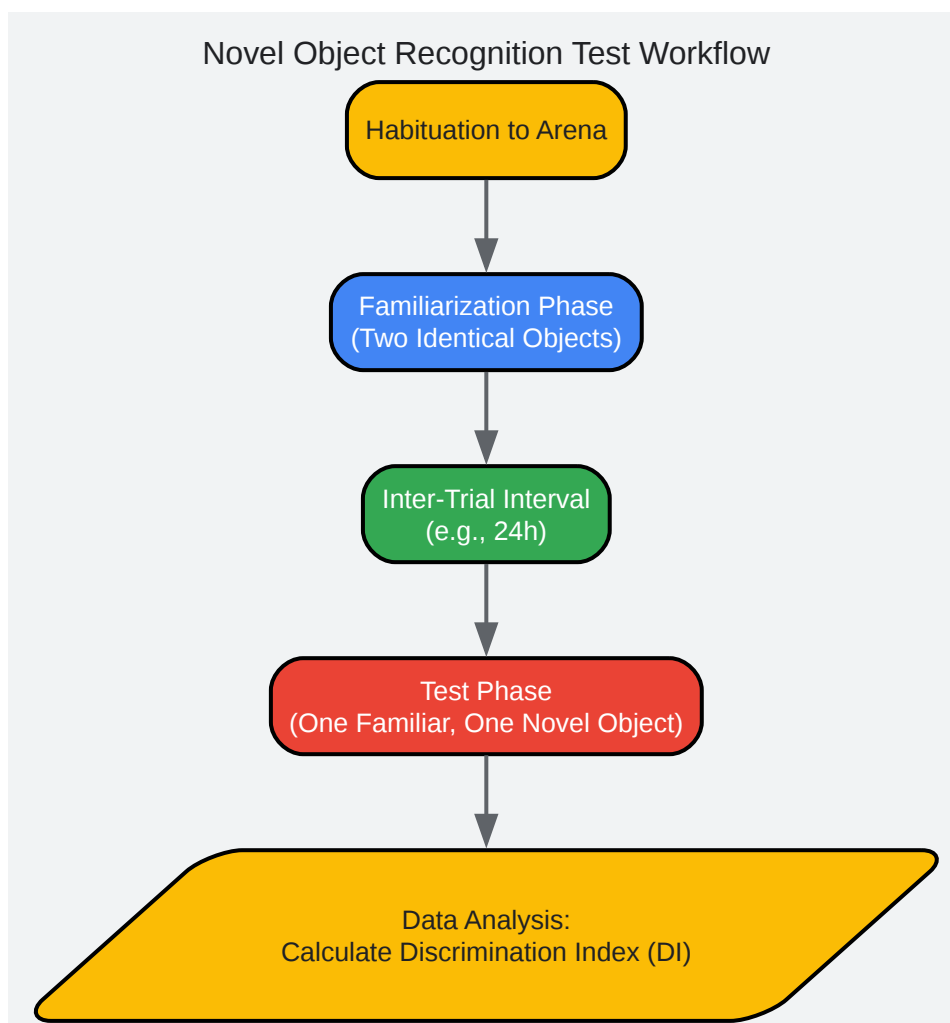 Novel Object Recognition Test Workflow
Habituation to Arena
Familiarization Phase
(Two Identical Objects)
Inter-Trial Interval
(e.g., 24h)
Test Phase
(One Familiar, One Novel Object)
Data Analysis:
Calculate Discrimination Index (DI)